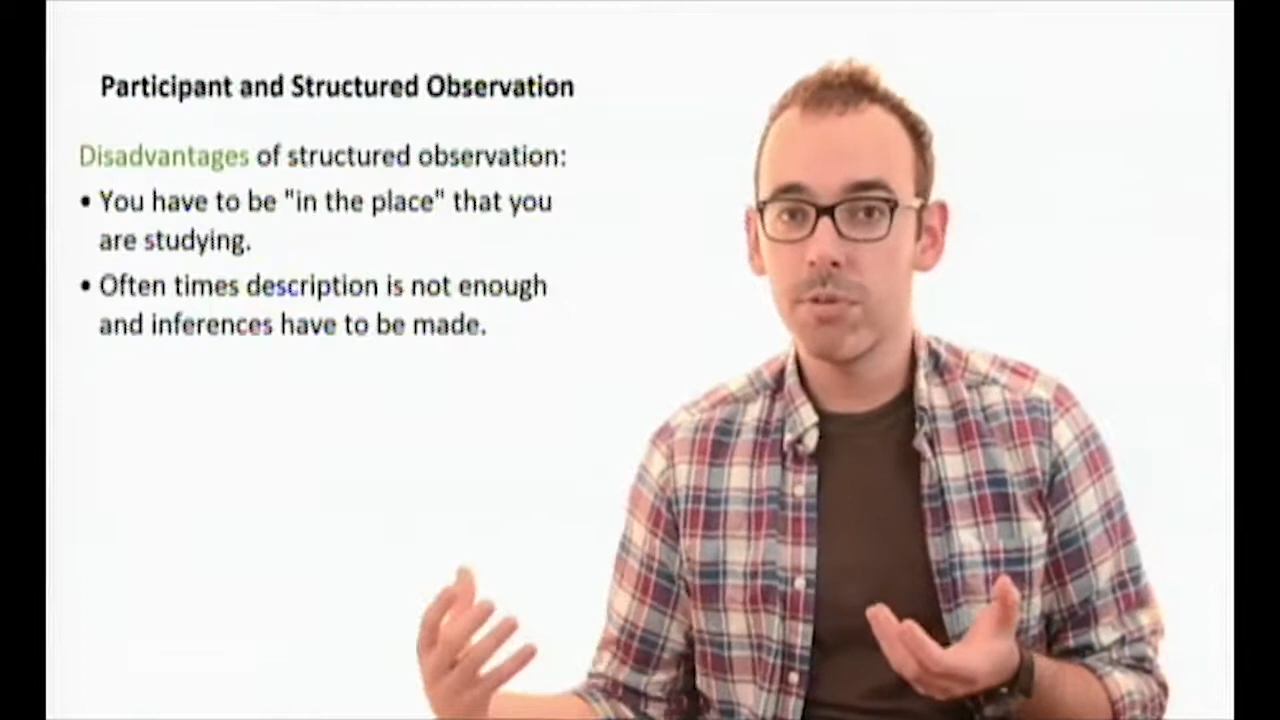 Participant and Structured Observation
Disadvantages of structured observation:
• You have to be "in the place" that you
are studying.
• Often times description is not enough
and inferences have to be made.